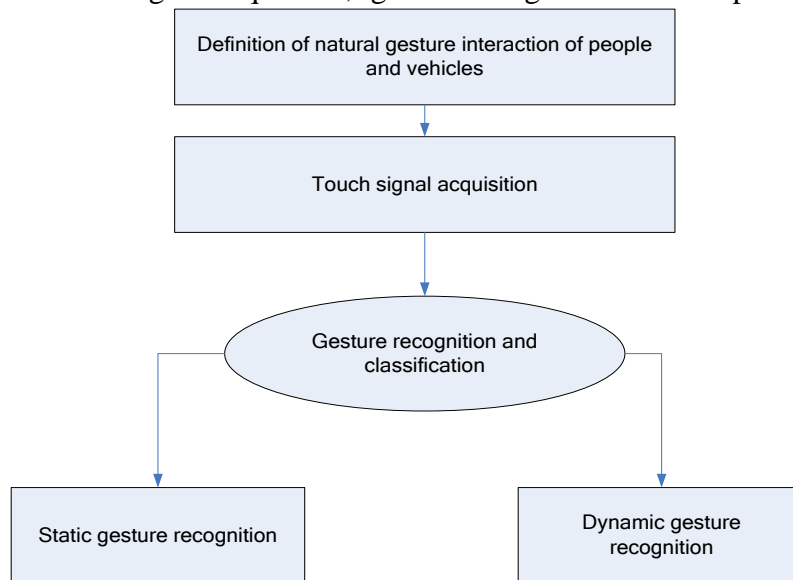 Definition of natural gesture interaction of people
and vehicles
Touch signal acquisition
Gesture recognition and
classification
Static gesture recognition
Dynamic gesture
recognition